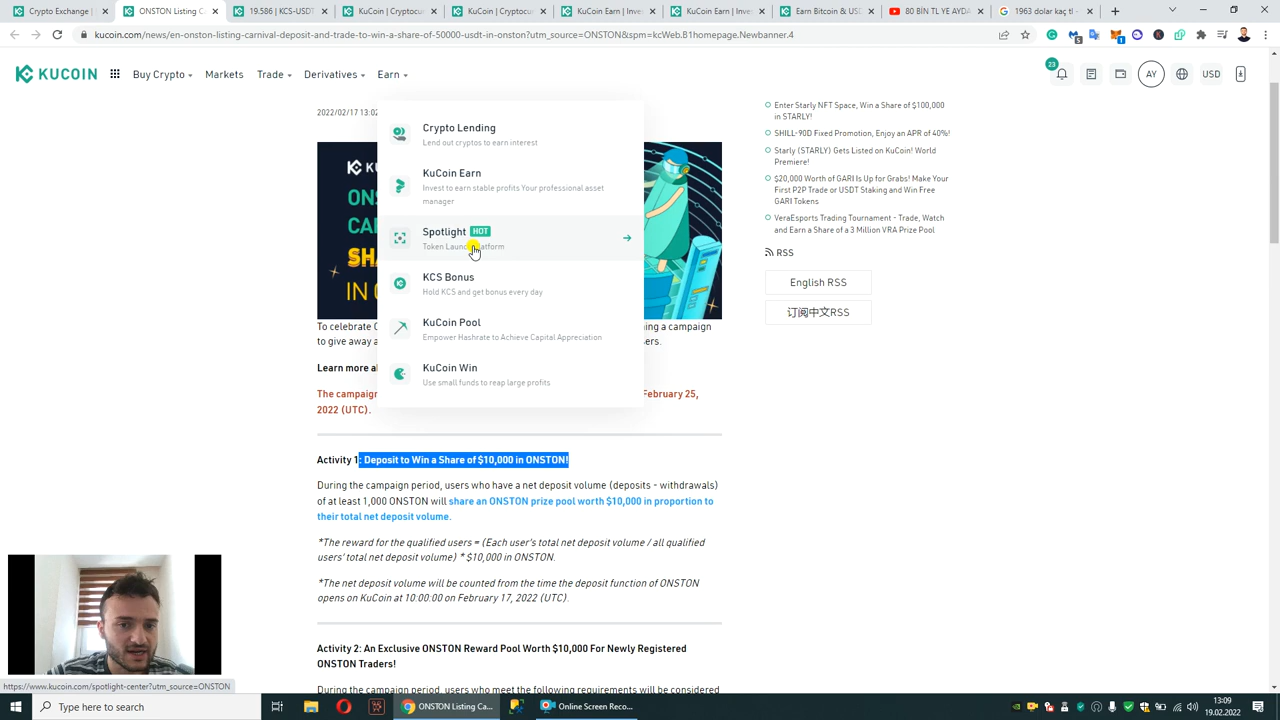 Crypto Exchange |
ONSTON Listing C
19.586 | KCS-USDT
KuCoin | Cryptocur
KuCoin | Cryptocur
KuCoin Earn | Inves
KuCoin Earn | Inves
Earn Bitcoin & USD
80 BİN TL YE AYDA
1963 dolar kaç tl -
kucoin.com/news/en-onston-listing-carnival-deposit-and-trade-to-win-a-share-of-50000-usdt-in-onston?utm_source=ONSTON&spm=kcWeb.B1homepage.Newbanner.4
KUCOIN
Buy Crypto
Markets
Trade
Derivatives
Earn
23
AY
USD
2022/02/17 13:02
Crypto Lending
Lend out cryptos to earn interest
KuCoin Earn
Invest to earn stable profits Your professional asset
manager
Spotlight HOT
Token Launch Platform
KCS Bonus
Hold KCS and get bonus every day
KuCoin Pool
Empower Hashrate to Achieve Capital Appreciation
KuCoin Win
Use small funds to reap large profits
Enter Starly NFT Space, Win a Share of $100,000
in STARLY!
SHILL-90D Fixed Promotion, Enjoy an APR of 40%!
Starly (STARLY) Gets Listed on KuCoin! World
Premiere!
$20,000 Worth of GARI Is Up for Grabs! Make Your
First P2P Trade or USDT Staking and Win Free
GARI Tokens
VeraEsports Trading Tournament - Trade, Watch
and Earn a Share of a 3 Million VRA Prize Pool
RSS
English RSS
订阅中文RSS
KU
ONS
CA
SHA
IN O
To celebrate
campaign
to give away a
sers.
Learn more a
The campaign
February 25,
2022 (UTC).
Activity 1: Deposit to Win a Share of $10,000 in ONSTON!
During the campaign period, users who have a net deposit volume (deposits - withdrawals)
of at least 1,000 ONSTON will share an ONSTON prize pool worth $10,000 in proportion to
their total net deposit volume.
*The reward for the qualified users = (Each user's total net deposit volume / all qualified
users' total net deposit volume) * $10,000 in ONSTON.
*The net deposit volume will be counted from the time the deposit function of ONSTON
opens on KuCoin at 10:00:00 on February 17, 2022 (UTC).
Activity 2: An Exclusive ONSTON Reward Pool Worth $10,000 For Newly Registered
ONSTON Traders!
During the campaign period, users who meet the following requirements will be considered
https://www.kucoin.com/spotlight-center?utm_source=ONSTON
Type here to search
ONSTON Listing Ca...
Online Screen Reco...
13:09
19.02.2022